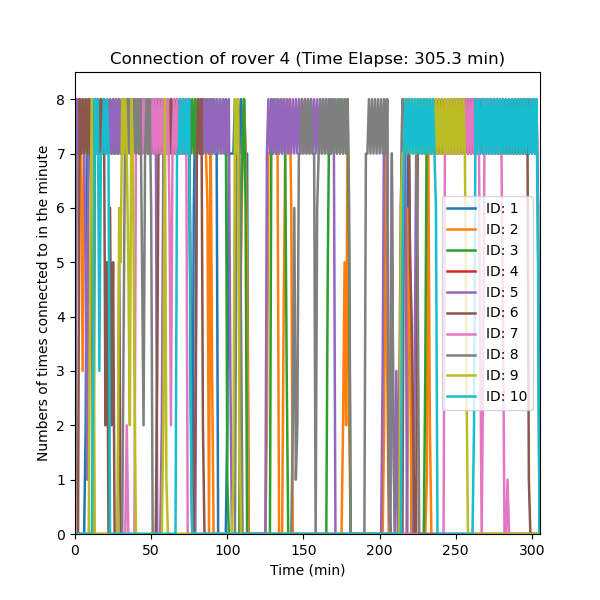 Connection of rover 4 (Time Elapse: 305.3 min)
Numbers of times connected to in the minute
8
7
6
5
4
3
2
1
0
ID: 1
ID: 2
ID: 3
ID: 4
ID: 5
ID: 6
ID: 7
ID: 8
ID: 9
ID: 10
0 50 100 150 200 250 300
Time (min)